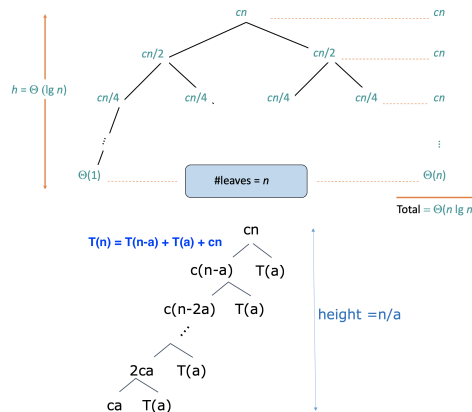 cn cn
cn/2 cn/2 cn
h = Θ (lg n)
cn/4 cn/4 cn/4 cn/4 cn
⋮ ⋮
Θ(1) #leaves = n Θ(n)
Total = Θ(n lg n
cn
T(n) = T(n-a) + T(a) + cn
c(n-a) T(a)
c(n-2a) T(a)
height =n/a
⋰
2ca T(a)
ca T(a)